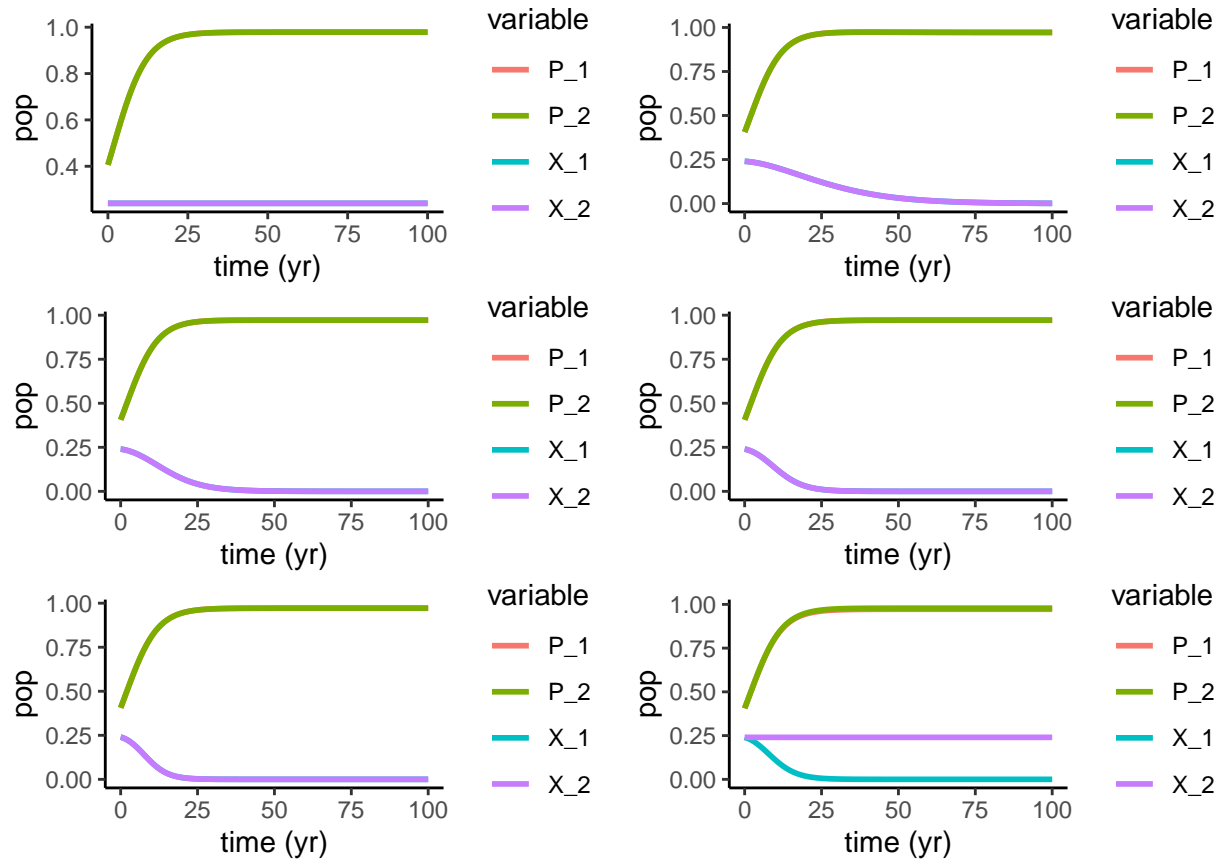 pop
1.0
0.8
0.6
0.4
0 25 50 75 100
time (yr)
variable
P_1
P_2
X_1
X_2
pop
1.00
0.75
0.50
0.25
0.00
0 25 50 75 100
time (yr)
variable
P_1
P_2
X_1
X_2
pop
1.00
0.75
0.50
0.25
0.00
0 25 50 75 100
time (yr)
variable
P_1
P_2
X_1
X_2
pop
1.00
0.75
0.50
0.25
0.00
0 25 50 75 100
time (yr)
variable
P_1
P_2
X_1
X_2
pop
1.00
0.75
0.50
0.25
0.00
0 25 50 75 100
time (yr)
variable
P_1
P_2
X_1
X_2
pop
1.00
0.75
0.50
0.25
0.00
0 25 50 75 100
time (yr)
variable
P_1
P_2
X_1
X_2